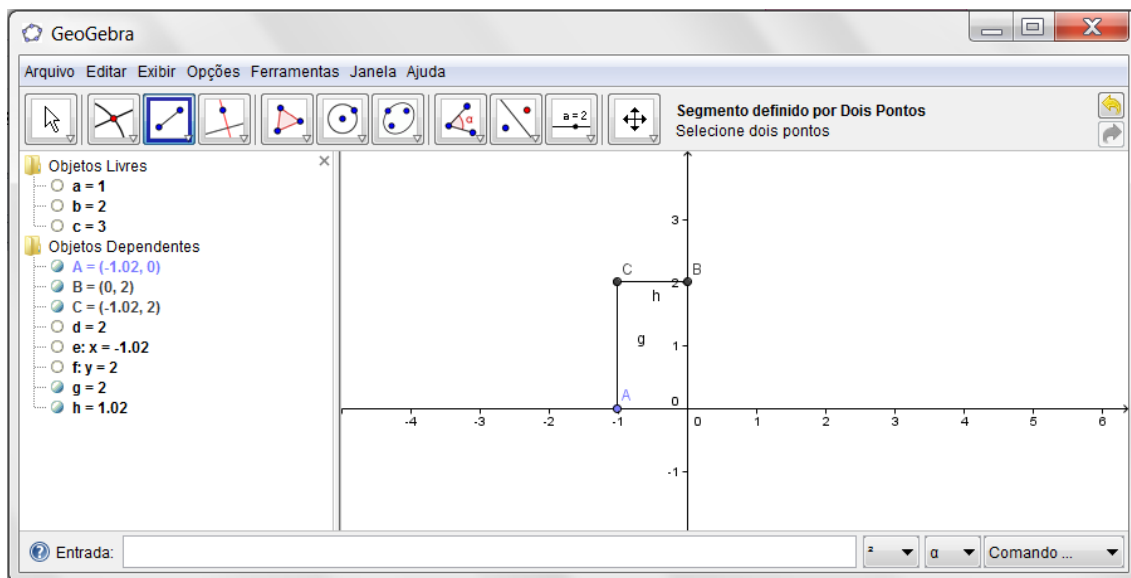 GeoGebra
Arquivo Editar Exibir Opções Ferramentas Janela Ajuda
α
a = 2
Segmento definido por Dois Pontos
Selecione dois pontos
Objetos Livres
a = 1
b = 2
c = 3
Objetos Dependentes
A = (-1.02, 0)
B = (0, 2)
C = (-1.02, 2)
d = 2
e: x = -1.02
f: y = 2
g = 2
h = 1.02
3
C B
2
h
g
1
A 0
-4 -3 -2 -1 0 1 2 3 4 5 6
-1
Entrada: ² α Comando ...